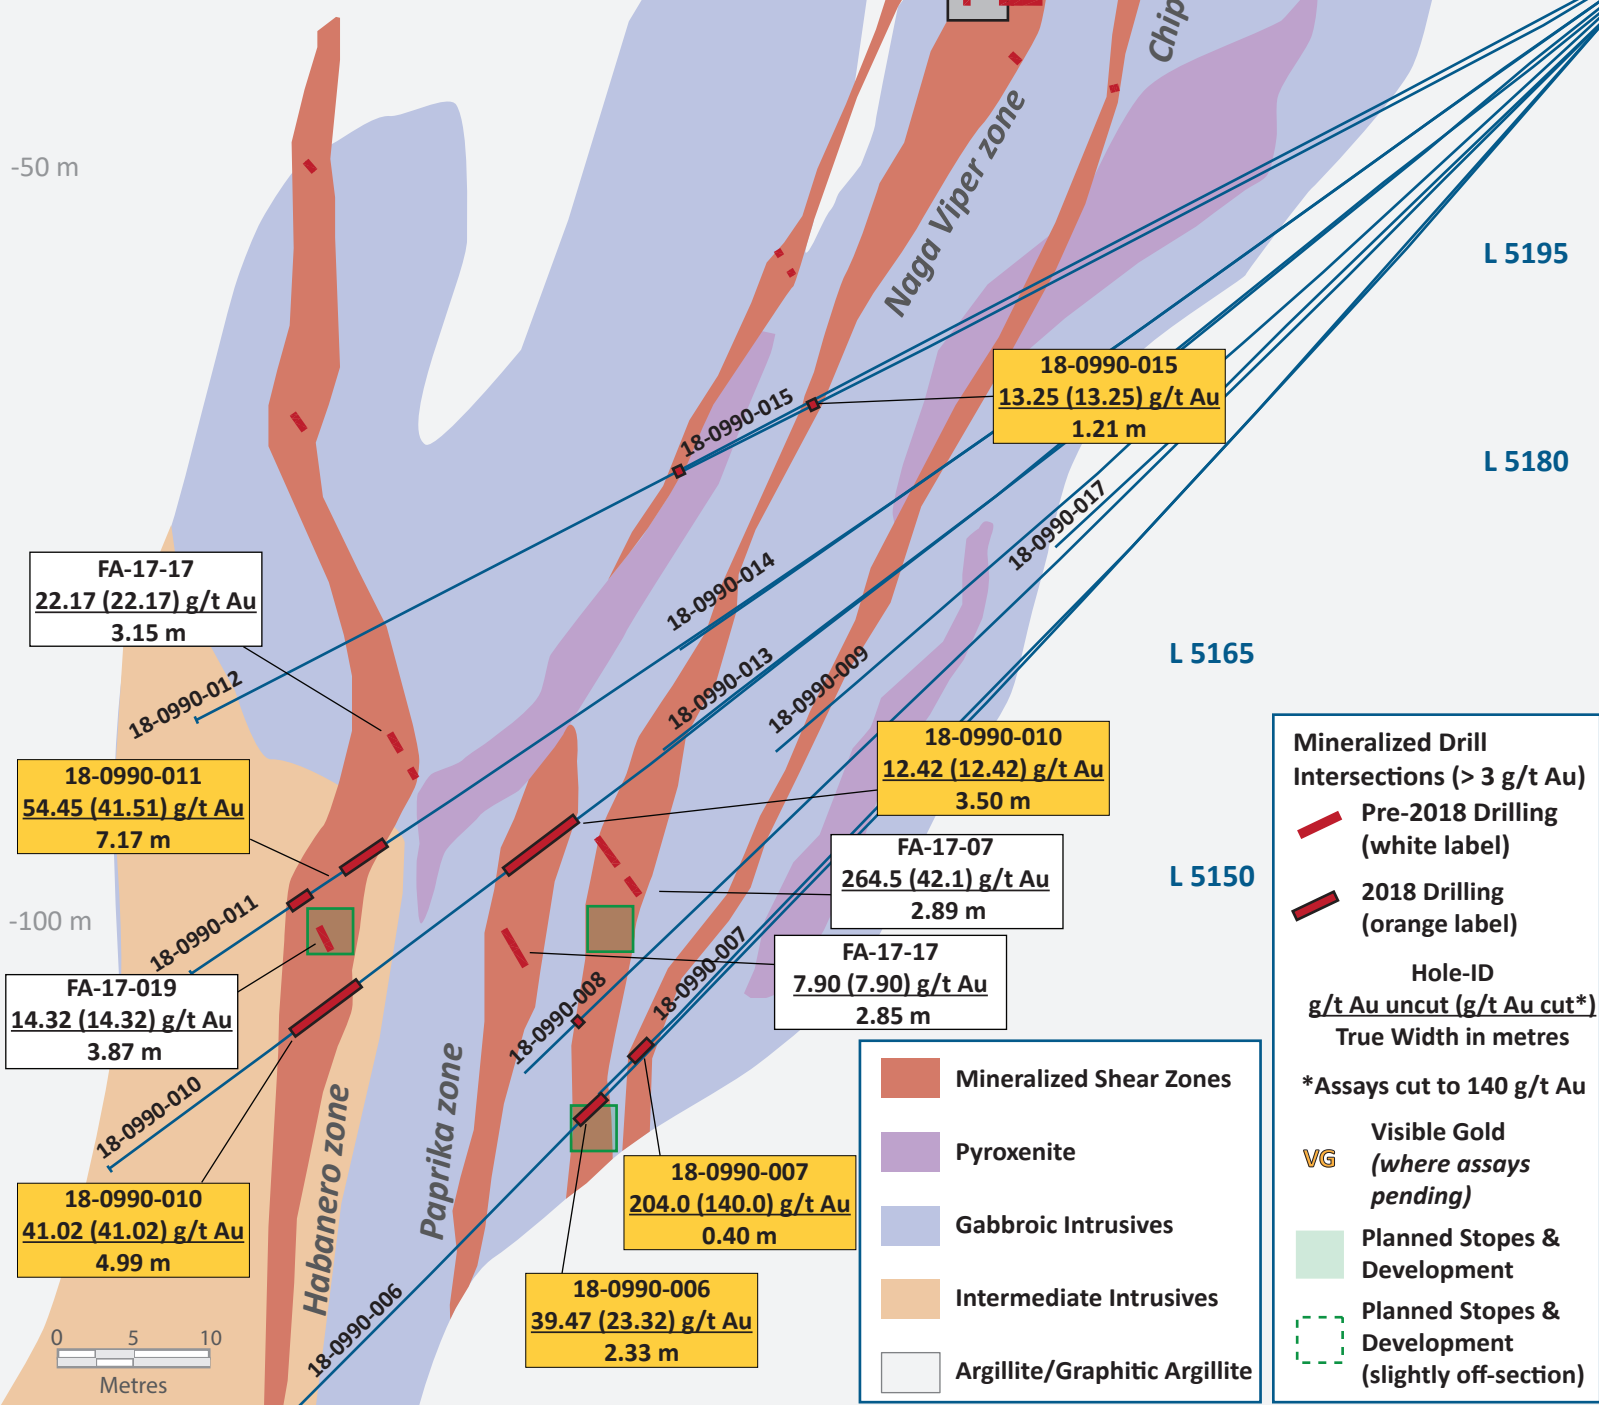 Chip
-50 m
Naga Viper zone
L 5195
18-0990-015
13.25 (13.25) g/t Au
1.21 m
18-0990-015
L 5180
18-0990-017
FA-17-17
22.17 (22.17) g/t Au
3.15 m
18-0990-014
L 5165
18-0990-013
18-0990-009
18-0990-012
18-0990-010
12.42 (12.42) g/t Au
3.50 m
18-0990-011
54.45 (41.51) g/t Au
7.17 m
FA-17-07
264.5 (42.1) g/t Au
2.89 m
L 5150
-100 m
18-0990-011
FA-17-17
7.90 (7.90) g/t Au
2.85 m
18-0990-007
18-0990-008
FA-17-019
14.32 (14.32) g/t Au
3.87 m
18-0990-010
Habanero zone
Paprika zone
18-0990-010
41.02 (41.02) g/t Au
4.99 m
18-0990-007
204.0 (140.0) g/t Au
0.40 m
18-0990-006
39.47 (23.32) g/t Au
2.33 m
18-0990-006
0 5 10
Metres
Mineralized Shear Zones
Pyroxenite
Gabbroic Intrusives
Intermediate Intrusives
Argillite/Graphitic Argillite
Mineralized Drill
Intersections (> 3 g/t Au)
Pre-2018 Drilling
(white label)
2018 Drilling
(orange label)
Hole-ID
g/t Au uncut (g/t Au cut*)
True Width in metres
*Assays cut to 140 g/t Au
VG
Visible Gold
(where assays
pending)
Planned Stopes &
Development
Planned Stopes &
Development
(slightly off-section)